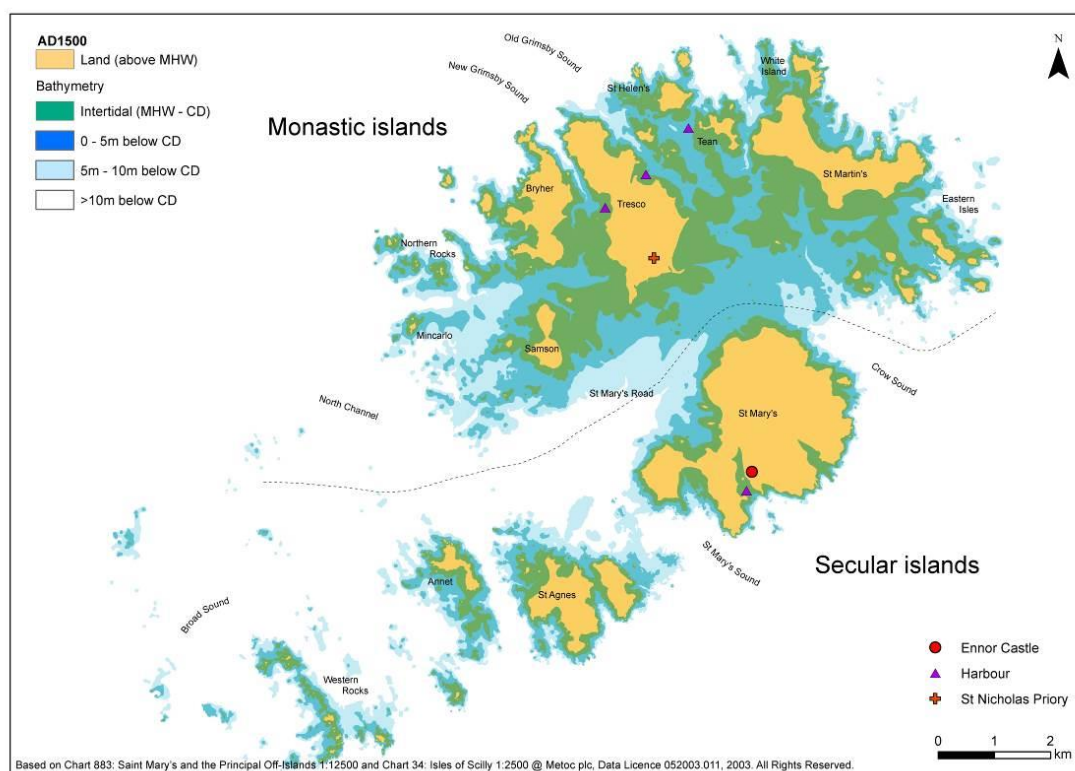 AD1500
Land (above MHW)
Bathymetry
Intertidal (MHW - CD)
0 - 5m below CD
5m - 10m below CD
>10m below CD
Monastic islands
Old Grimsby Sound
New Grimsby Sound
St Helen's
White
Island
N
Tean
St Martin's
Bryher
Tresco
Eastern
Isles
Northern
Rocks
Mincarlo
Samson
St Mary's Road
Crow Sound
North Channel
St Mary's
St Mary's Sound
Secular islands
Annet
St Agnes
Broad Sound
Western
Rocks
Ennor Castle
Harbour
St Nicholas Priory
0 2
km
Based on Chart 883: Saint Mary's and the Principal Off-Islands 1:12500 and Chart 34: Isles of Scilly 1:2500 @ Metoc plc, Data Licence 052003.011, 2003. All Rights Reserved.